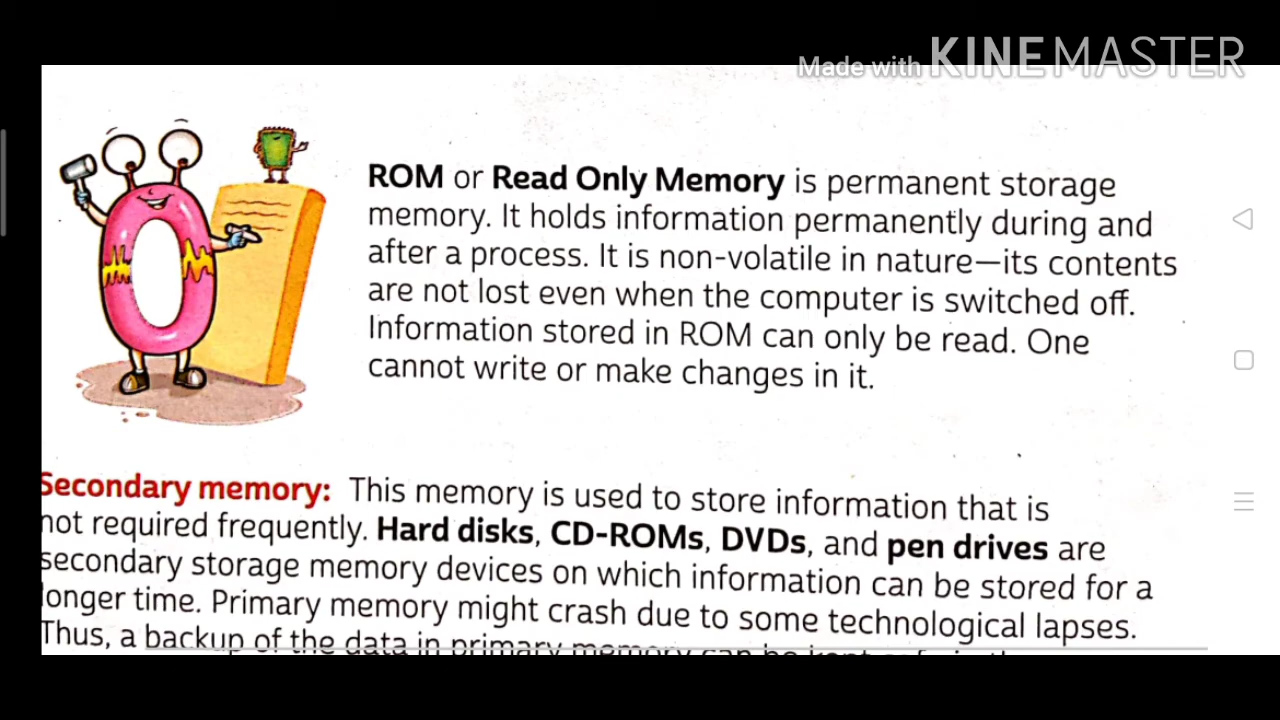 Made with KINEMASTER
ROM or Read Only Memory is permanent storage
memory. It holds information permanently during and
after a process. It is non-volatile in nature—its contents
are not lost even when the computer is switched off.
Information stored in ROM can only be read. One
cannot write or make changes in it.
Secondary memory: This memory is used to store information that is
not required frequently. Hard disks, CD-ROMs, DVDs, and pen drives are
secondary storage memory devices on which information can be stored for a
longer time. Primary memory might crash due to some technological lapses.
Thus, a backup of the data in primary memory can be kept